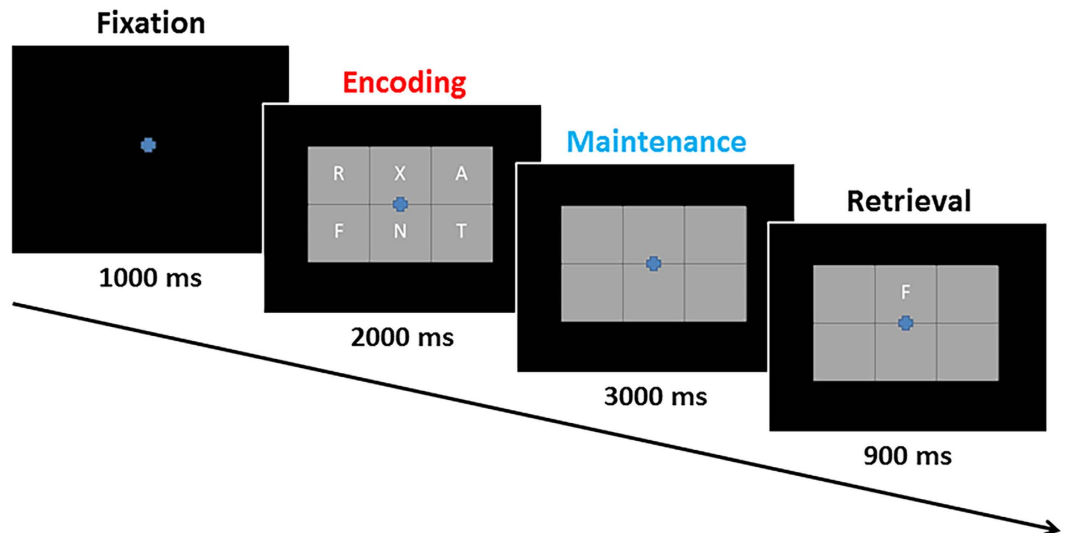 Fixation
1000 ms
Encoding
R X A
F N T
2000 ms
Maintenance
3000 ms
Retrieval
F
900 ms